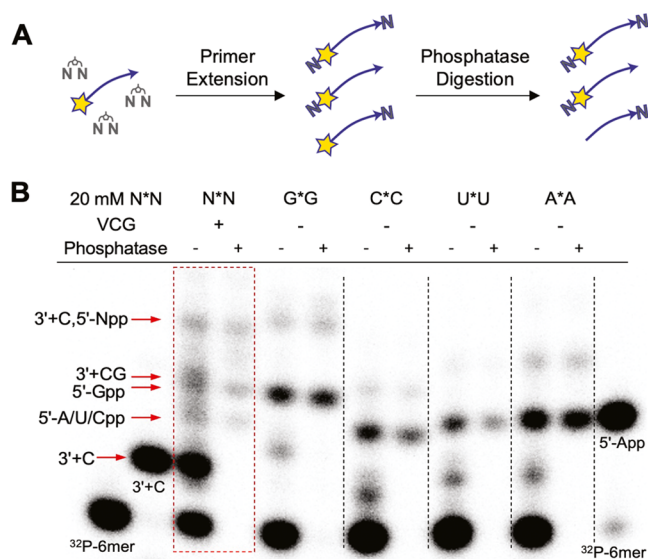 A
N N
N N
N N
Primer
Extension
N
N
N
N
Phosphatase
Digestion
N
N
N
N
B
20 mM N*N N*N G*G C*C U*U A*A
VCG + - - - -
Phosphatase - + - + - + - + - +
3'+C,5'-Npp
3'+CG
5'-Gpp
5'-A/U/Cpp
3'+C
3'+C
5'-App
32P-6mer
32P-6mer